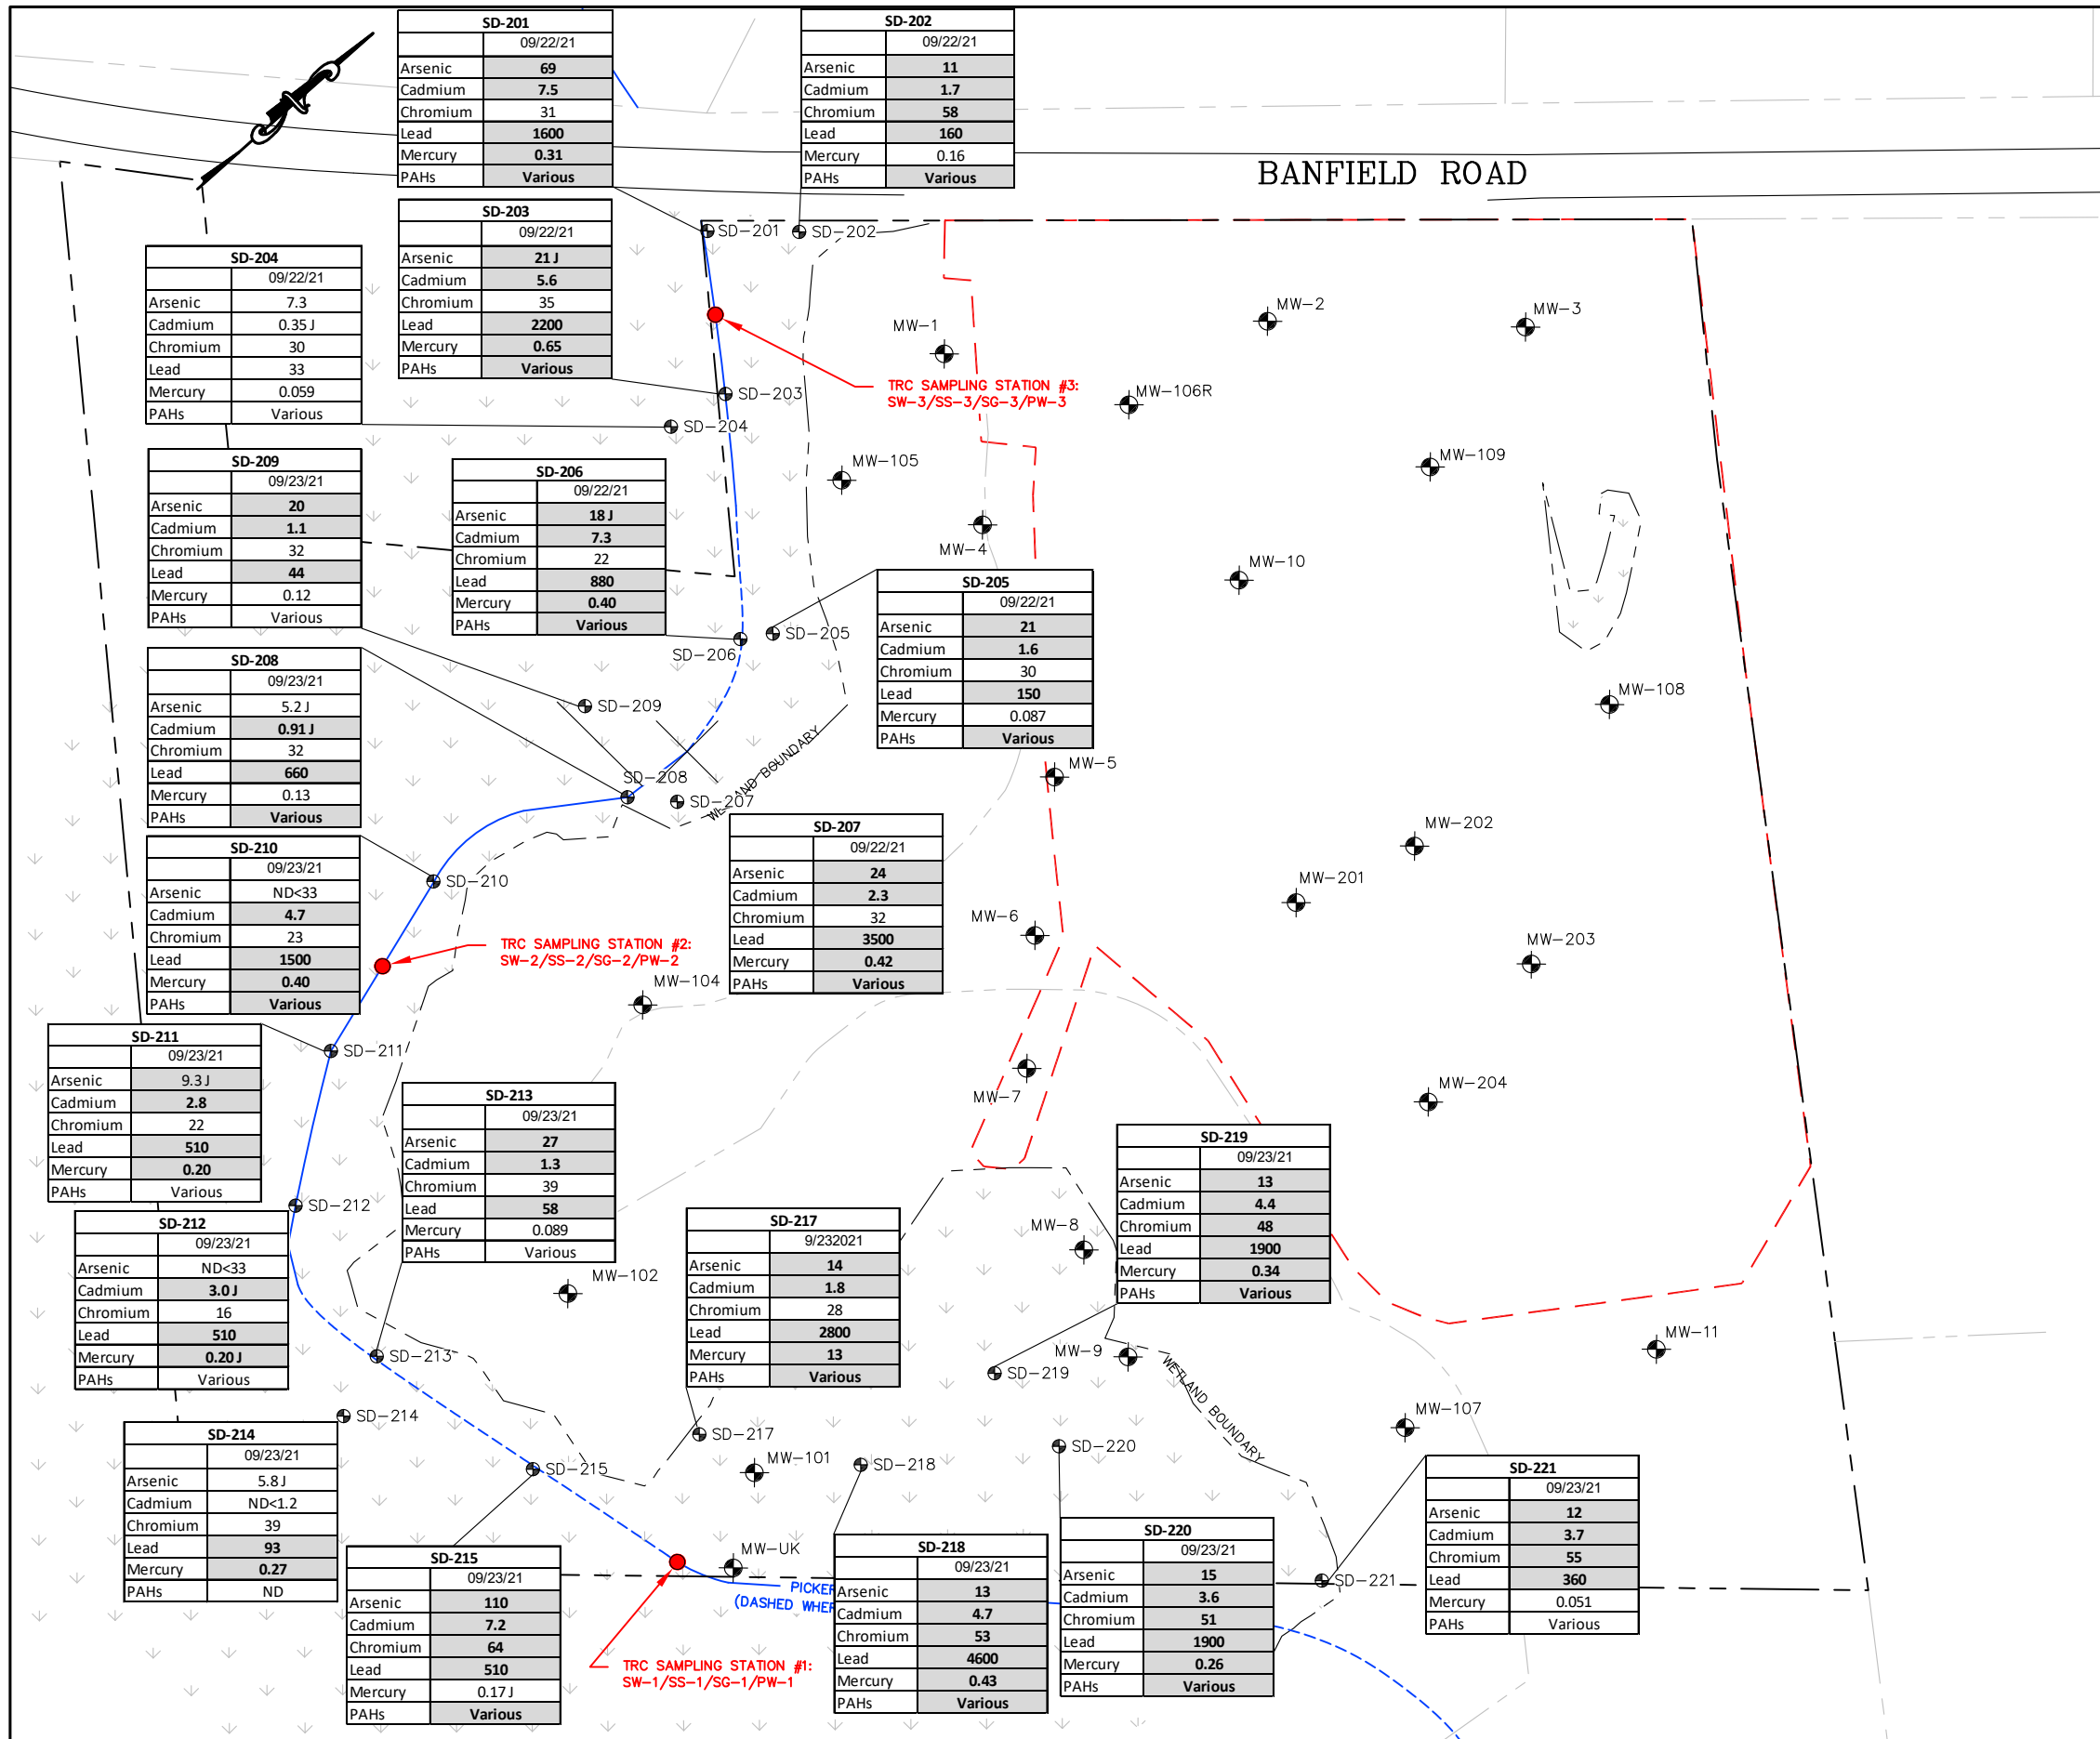 SD-201
09/22/21
Arsenic 69
Cadmium 7.5
Chromium 31
Lead 1600
Mercury 0.31
PAHs Various
SD-202
09/22/21
Arsenic 11
Cadmium 1.7
Chromium 58
Lead 160
Mercury 0.16
PAHs Various
BANFIELD ROAD
SD-203
09/22/21
Arsenic 21 J
Cadmium 5.6
Chromium 35
Lead 2200
Mercury 0.65
PAHs Various
SD-201
SD-202
SD-204
09/22/21
Arsenic 7.3
Cadmium 0.35 J
Chromium 30
Lead 33
Mercury 0.059
PAHs Various
MW-1
MW-2
MW-3
TRC SAMPLING STATION #3:
SW-3/SS-3/SG-3/PW-3
MW-106R
SD-203
SD-204
SD-209
09/23/21
Arsenic 20
Cadmium 1.1
Chromium 32
Lead 44
Mercury 0.12
PAHs Various
SD-206
09/22/21
Arsenic 18 J
Cadmium 7.3
Chromium 22
Lead 880
Mercury 0.40
PAHs Various
MW-105
MW-109
MW-4
MW-10
SD-205
09/22/21
Arsenic 21
Cadmium 1.6
Chromium 30
Lead 150
Mercury 0.087
PAHs Various
SD-205
SD-206
SD-208
09/23/21
Arsenic 5.2 J
Cadmium 0.91 J
Chromium 32
Lead 660
Mercury 0.13
PAHs Various
SD-209
MW-108
WETLAND BOUNDARY
SD-208
SD-207
MW-5
SD-207
09/22/21
Arsenic 24
Cadmium 2.3
Chromium 32
Lead 3500
Mercury 0.42
PAHs Various
MW-202
SD-210
09/23/21
Arsenic ND<33
Cadmium 4.7
Chromium 23
Lead 1500
Mercury 0.40
PAHs Various
SD-210
MW-201
MW-6
TRC SAMPLING STATION #2:
SW-2/SS-2/SG-2/PW-2
MW-203
MW-104
SD-211
09/23/21
Arsenic 9.3 J
Cadmium 2.8
Chromium 22
Lead 510
Mercury 0.20
PAHs Various
SD-211
MW-7
MW-204
SD-213
09/23/21
Arsenic 27
Cadmium 1.3
Chromium 39
Lead 58
Mercury 0.089
PAHs Various
SD-219
09/23/21
Arsenic 13
Cadmium 4.4
Chromium 48
Lead 1900
Mercury 0.34
PAHs Various
SD-212
SD-212
09/23/21
Arsenic ND<33
Cadmium 3.0 J
Chromium 16
Lead 510
Mercury 0.20 J
PAHs Various
SD-217
9/232021
Arsenic 14
Cadmium 1.8
Chromium 28
Lead 2800
Mercury 13
PAHs Various
MW-8
MW-102
SD-213
MW-9
SD-219
MW-11
WETLAND BOUNDARY
SD-214
SD-217
MW-107
SD-220
SD-214
09/23/21
Arsenic 5.8 J
Cadmium ND<1.2
Chromium 39
Lead 93
Mercury 0.27
PAHs ND
SD-215
MW-101
SD-218
SD-221
09/23/21
Arsenic 12
Cadmium 3.7
Chromium 55
Lead 360
Mercury 0.051
PAHs Various
SD-215
09/23/21
Arsenic 110
Cadmium 7.2
Chromium 64
Lead 510
Mercury 0.17 J
PAHs Various
MW-UK
SD-218
09/23/21
Arsenic 13
Cadmium 4.7
Chromium 53
Lead 4600
Mercury 0.43
PAHs Various
SD-220
09/23/21
Arsenic 15
Cadmium 3.6
Chromium 51
Lead 1900
Mercury 0.26
PAHs Various
SD-221
PICKER
(DASHED WHER
TRC SAMPLING STATION #1:
SW-1/SS-1/SG-1/PW-1